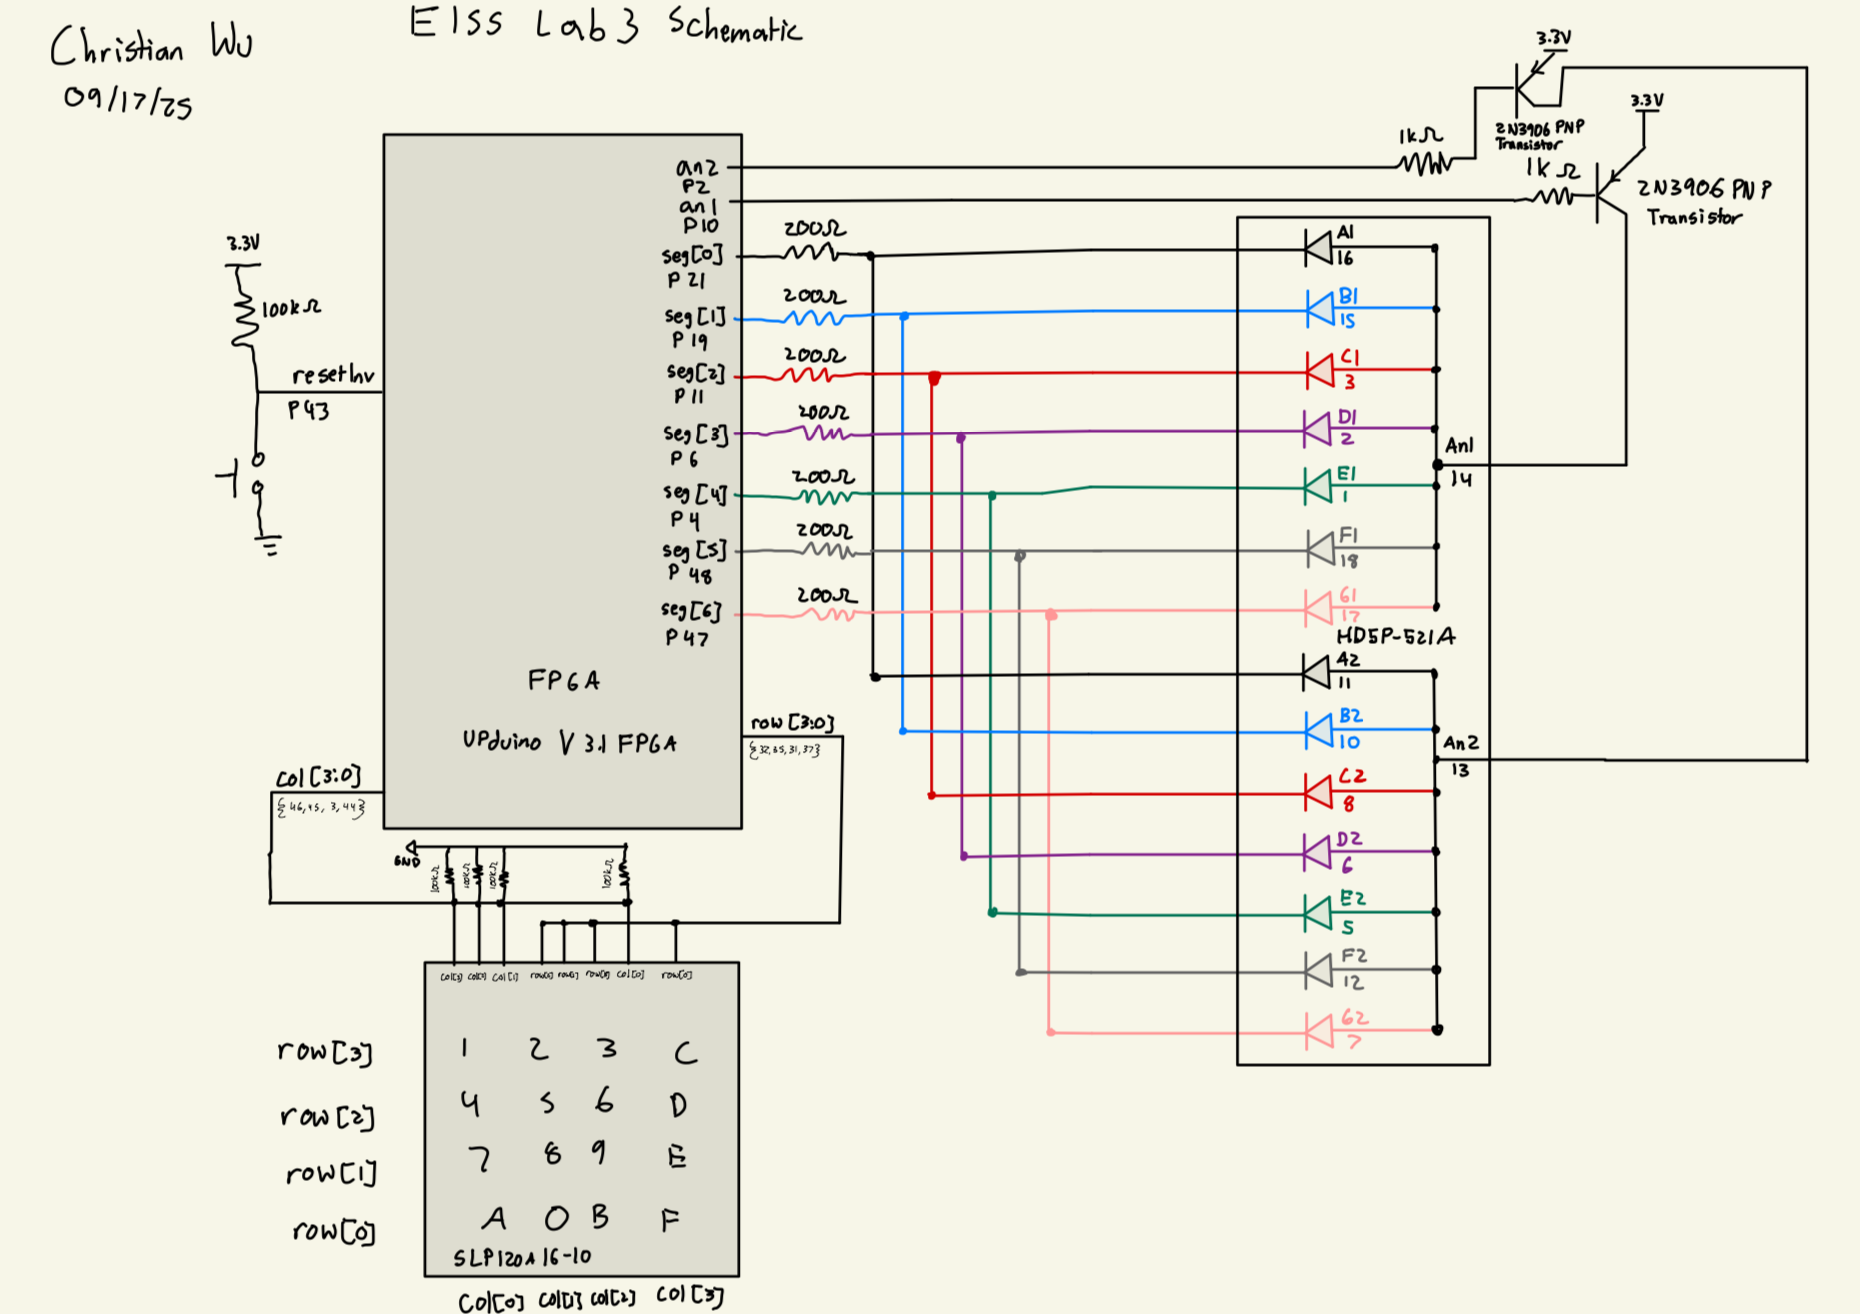 Christian Wu
09/17/25
E155 Lab 3 Schematic
3.3V
2N3906 PNP
Transistor
1kΩ
3.3V
1kΩ
2N3906 PNP
Transistor
an2
P2
an1
P10
seg[0]
P 21
200Ω
A1
16
seg[1]
P 19
200Ω
B1
15
seg[2]
P 11
200Ω
C1
3
seg[3]
P 6
200Ω
D1
2
seg[4]
P 4
200Ω
E1
1
seg[5]
P 48
200Ω
F1
18
seg[6]
P 47
200Ω
G1
17
An1
14
3.3V
100kΩ
resetInv
P43
HDSP-521A
A2
11
B2
10
C2
8
D2
6
E2
5
F2
12
G2
7
An2
13
FPGA
UPduino V 3.1 FPGA
row[3:0]
{32,35,31,37}
col[3:0]
{46,45,3,44}
GND
100kΩ
100kΩ
100kΩ
100kΩ
col[3] col[2] col[1] row[3] row[1] row[2] col[0] row[0]
row[3] 1 2 3 C
row[2] 4 5 6 D
row[1] 7 8 9 E
row[0] A 0 B F
SLP120A16-10
col[0] col[1] col[2] col[3]